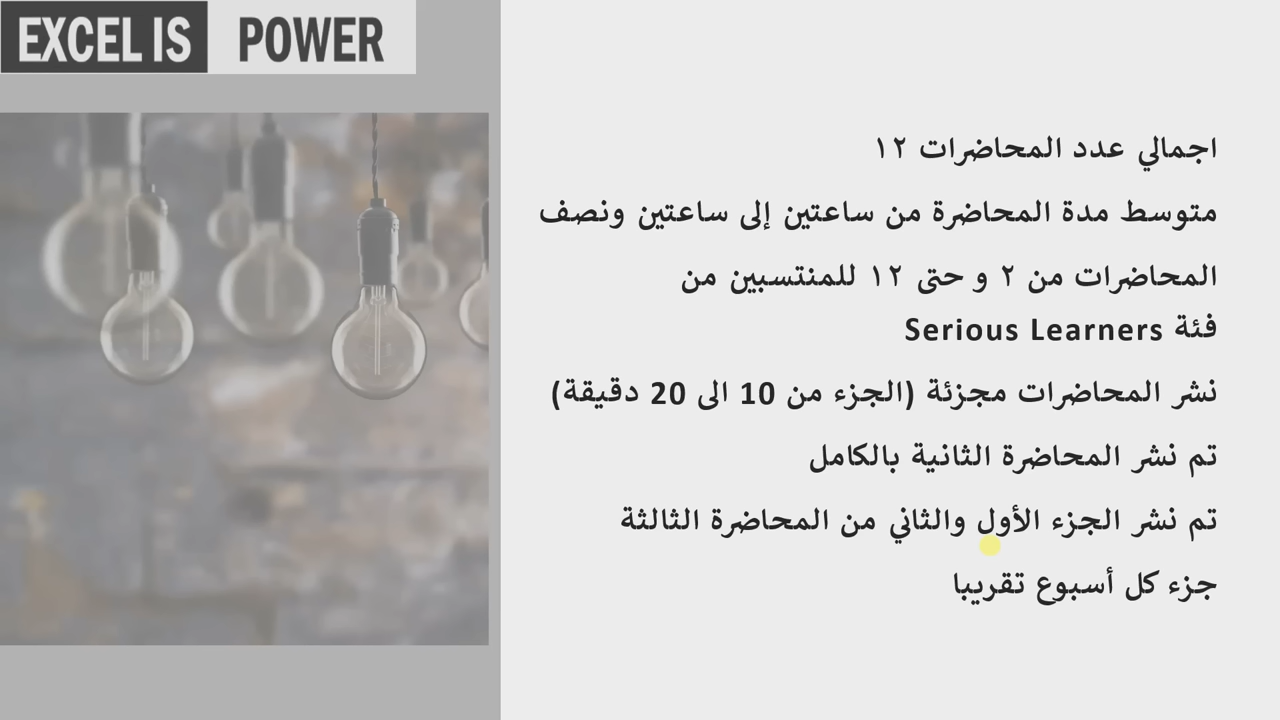 EXCEL IS POWER
اجمالي عدد المحاضرات ١٢
متوسط مدة المحاضرة من ساعتين إلى ساعتين ونصف
المحاضرات من ٢ و حتى ١٢ للمنتسبين من
فئة Serious Learners
نشر المحاضرات مجزئة (الجزء من 10 الى 20 دقيقة)
تم نشر المحاضرة الثانية بالكامل
تم نشر الجزء الأول والثاني من المحاضرة الثالثة
جزء كل أسبوع تقريبا